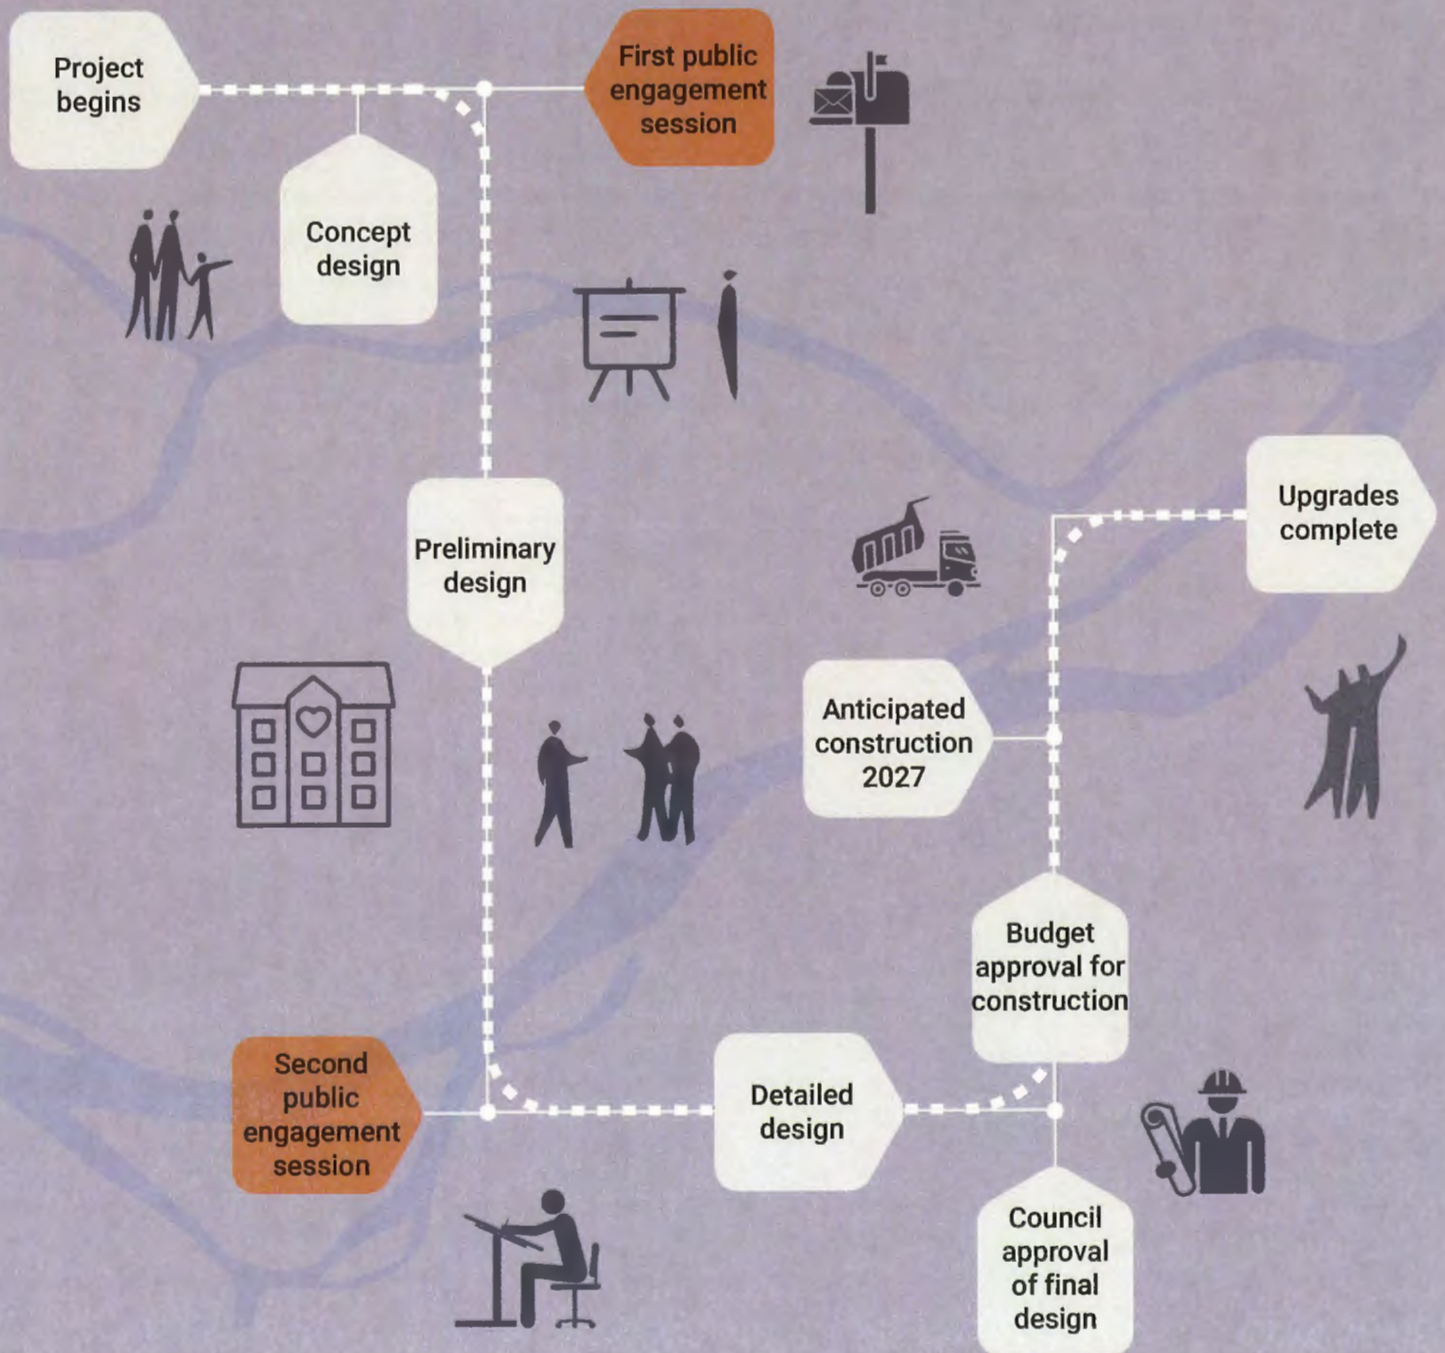 Project
begins
Concept
design
First public
engagement
session
Preliminary
design
Second
public
engagement
session
Detailed
design
Council
approval
of final
design
Budget
approval for
construction
Anticipated
construction
2027
Upgrades
complete